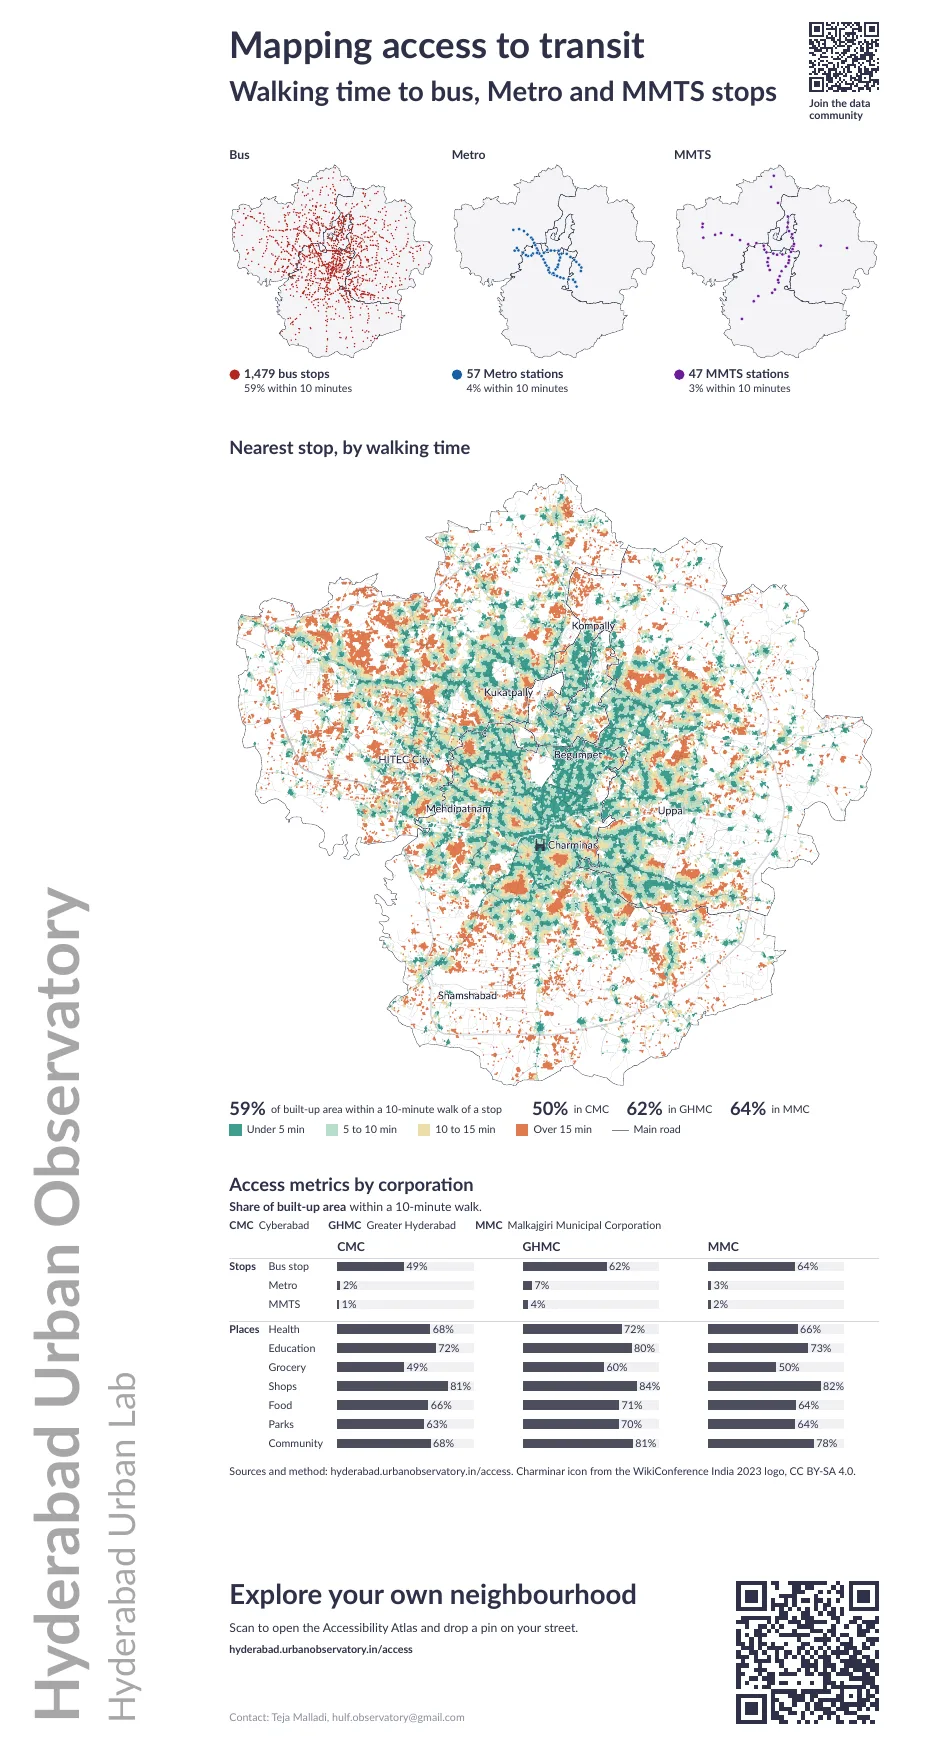 Mapping access to transit
Walking time to bus, Metro and MMTS stops
Join the data
community
Bus
Metro
MMTS
1,479 bus stops
59% within 10 minutes
57 Metro stations
4% within 10 minutes
47 MMTS stations
3% within 10 minutes
Nearest stop, by walking time
Kompally
Kukatpally
Begumpet
HITEC City
Mehdipatnam
Uppa
Charminar
Shamshabad
59% of built-up area within a 10-minute walk of a stop 50% in CMC 62% in GHMC 64% in MMC
Under 5 min 5 to 10 min 10 to 15 min Over 15 min Main road
Access metrics by corporation
Share of built-up area within a 10-minute walk.
CMC Cyberabad GHMC Greater Hyderabad MMC Malkajgiri Municipal Corporation
CMC GHMC MMC
Stops Bus stop 49% 62% 64%
Metro 2% 7% 3%
MMTS 1% 4% 2%
Places Health 68% 72% 66%
Education 72% 80% 73%
Grocery 49% 60% 50%
Shops 81% 84% 82%
Food 66% 71% 64%
Parks 63% 70% 64%
Community 68% 81% 78%
Sources and method: hyderabad.urbanobservatory.in/access. Charminar icon from the WikiConference India 2023 logo, CC BY-SA 4.0.
Explore your own neighbourhood
Scan to open the Accessibility Atlas and drop a pin on your street.
hyderabad.urbanobservatory.in/access
Contact: Teja Malladi, hulf.observatory@gmail.com
Hyderabad Urban Observatory
Hyderabad Urban Lab